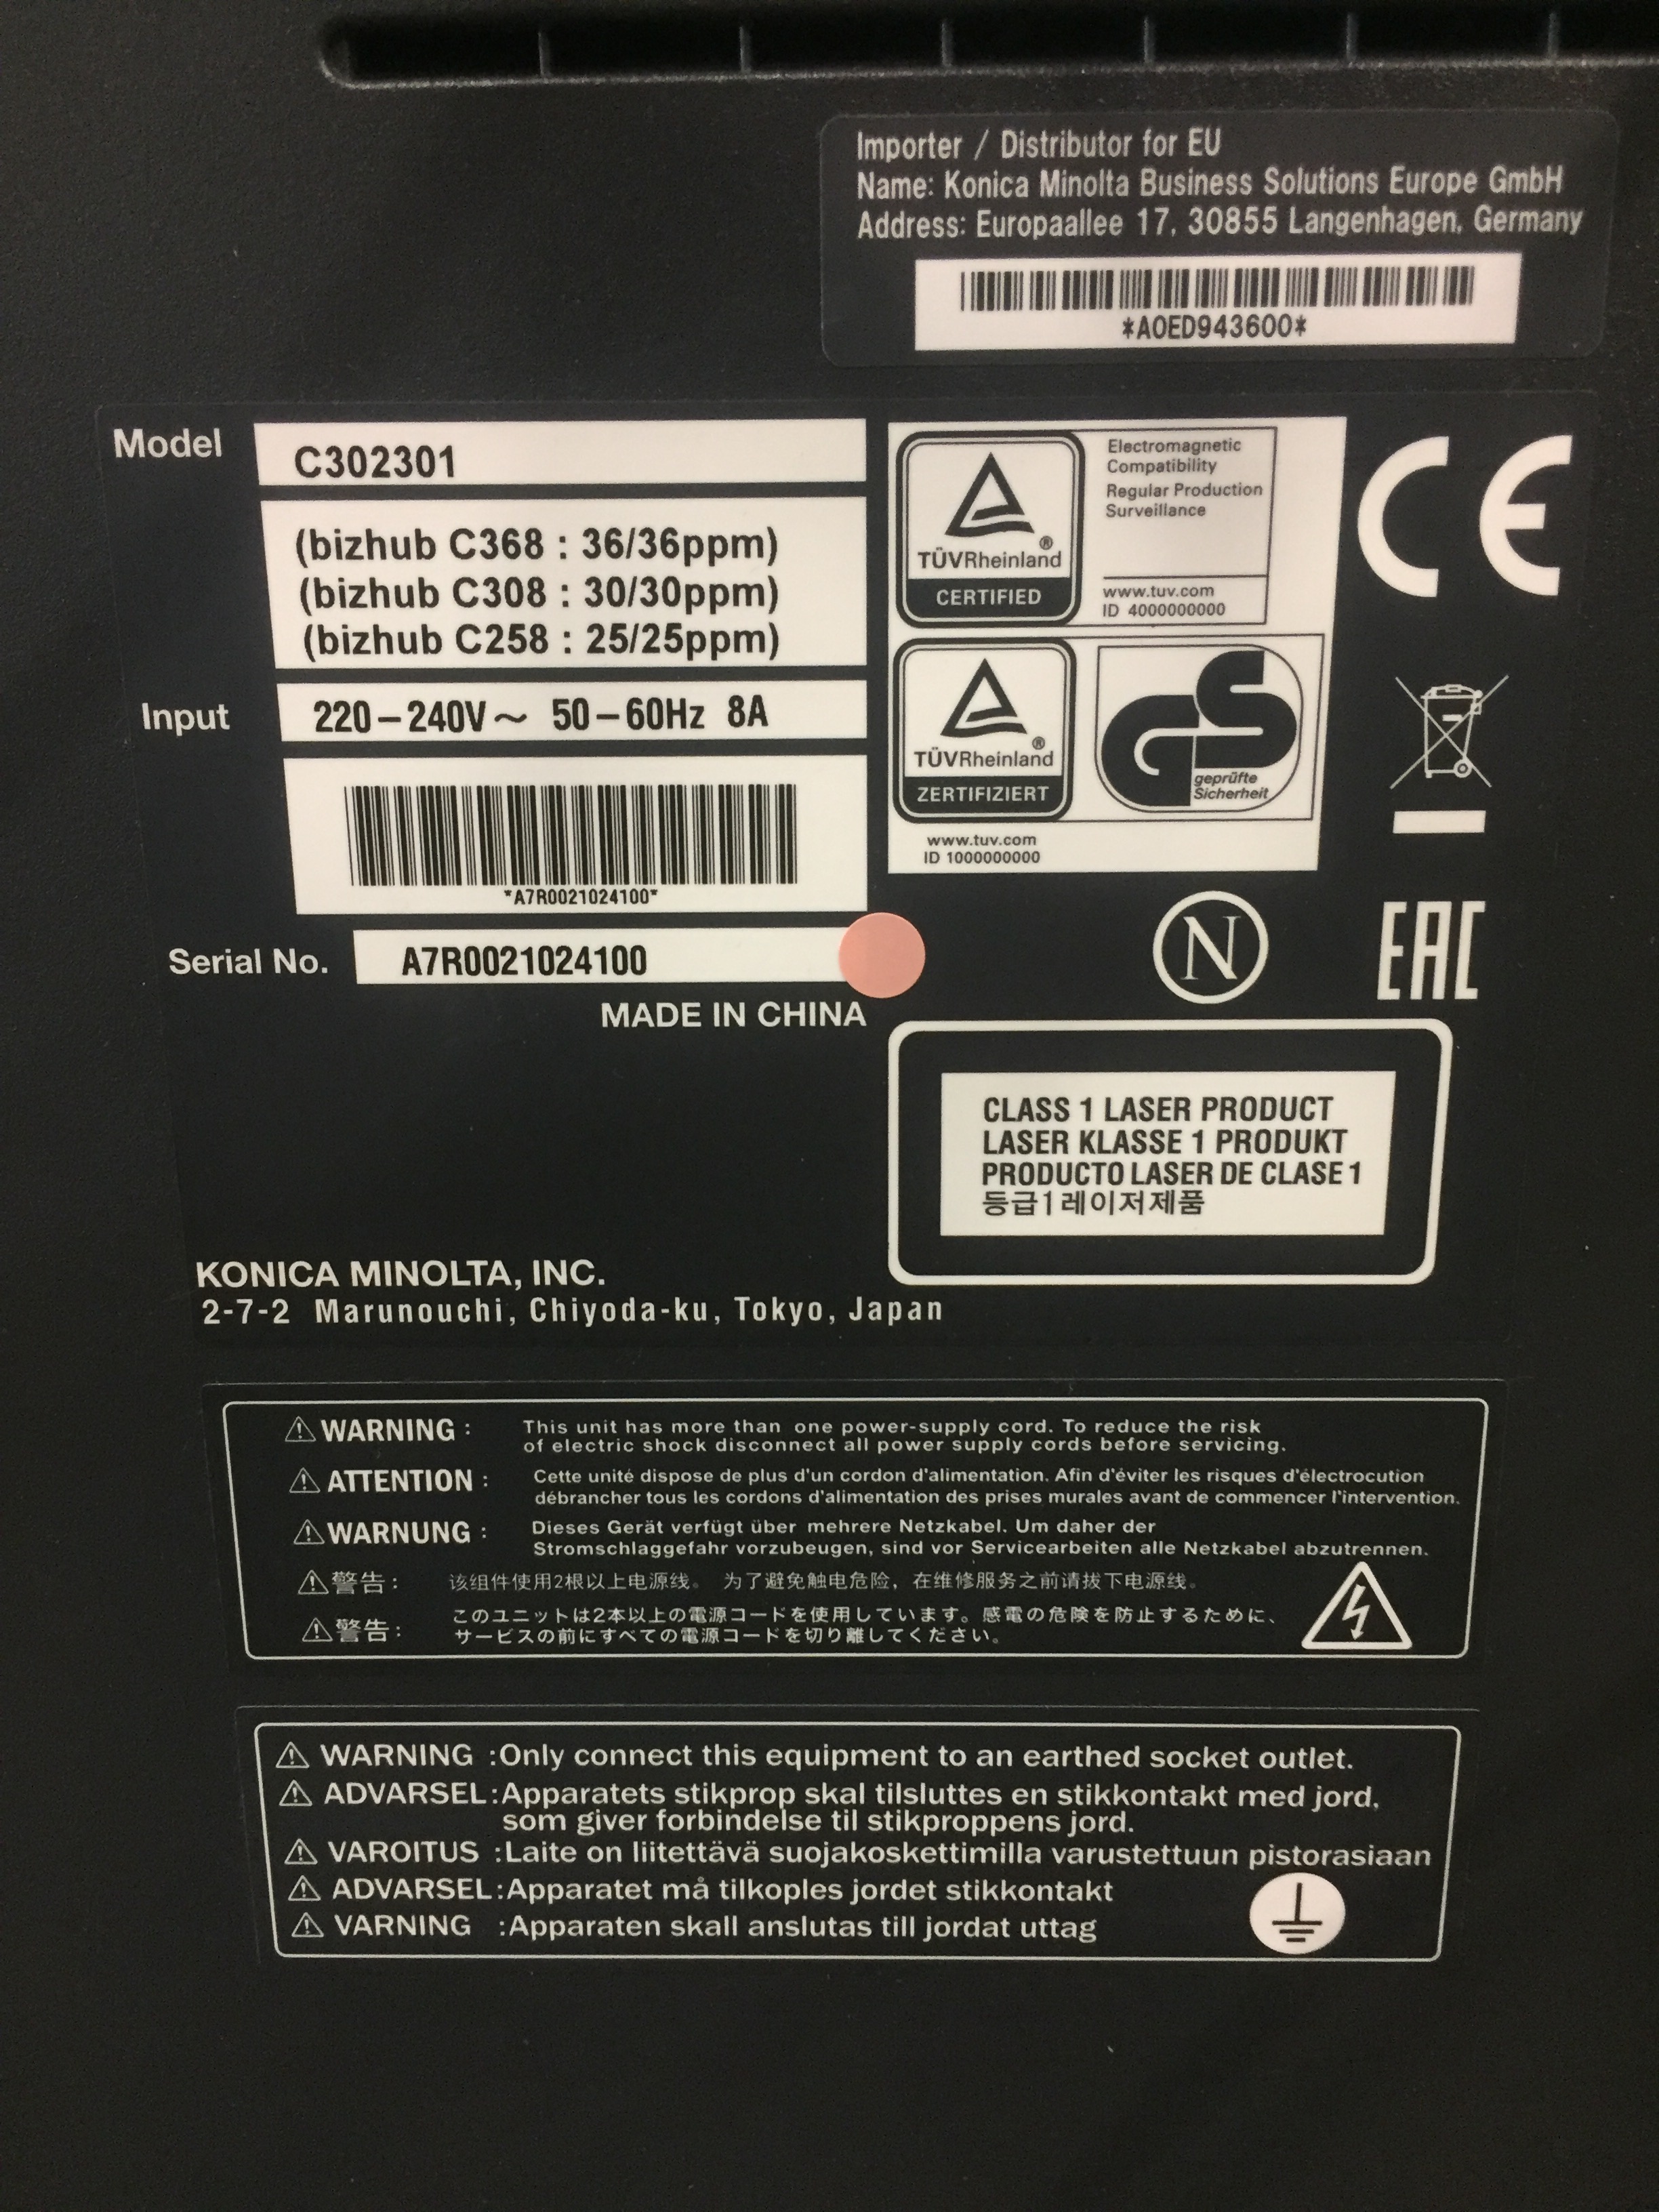 Importer / Distributor for EU
Name: Konica Minolta Business Solutions Europe GmbH
Address: Europaallee 17, 30855 Langenhagen, Germany
*A0ED943600*
Model
C302301
(bizhub C368 : 36/36ppm)
(bizhub C308 : 30/30ppm)
(bizhub C258 : 25/25ppm)
Input
220–240V～ 50–60Hz 8A
*A7R0021024100*
Serial No.
A7R0021024100
MADE IN CHINA
TÜVRheinland®
CERTIFIED
Electromagnetic
Compatibility
Regular Production
Surveillance
www.tuv.com
ID 4000000000
TÜVRheinland®
ZERTIFIZIERT
GS
geprüfte
Sicherheit
www.tuv.com
ID 1000000000
CE
N
EAC
CLASS 1 LASER PRODUCT
LASER KLASSE 1 PRODUKT
PRODUCTO LASER DE CLASE 1
등급1레이저제품
KONICA MINOLTA, INC.
2-7-2 Marunouchi, Chiyoda-ku, Tokyo, Japan
WARNING : This unit has more than one power-supply cord. To reduce the risk
of electric shock disconnect all power supply cords before servicing.
ATTENTION : Cette unité dispose de plus d'un cordon d'alimentation. Afin d'éviter les risques d'électrocution
débrancher tous les cordons d'alimentation des prises murales avant de commencer l'intervention.
WARNUNG : Dieses Gerät verfügt über mehrere Netzkabel. Um daher der
Stromschlaggefahr vorzubeugen, sind vor Servicearbeiten alle Netzkabel abzutrennen.
警告 : 该组件使用2根以上电源线。 为了避免触电危险，在维修服务之前请拔下电源线。
警告 : このユニットは2本以上の電源コードを使用しています。感電の危険を防止するために、
サービスの前にすべての電源コードを切り離してください。
WARNING :Only connect this equipment to an earthed socket outlet.
ADVARSEL:Apparatets stikprop skal tilsluttes en stikkontakt med jord,
som giver forbindelse til stikproppens jord.
VAROITUS :Laite on liitettävä suojakoskettimilla varustettuun pistorasiaan
ADVARSEL:Apparatet må tilkoples jordet stikkontakt
VARNING :Apparaten skall anslutas till jordat uttag